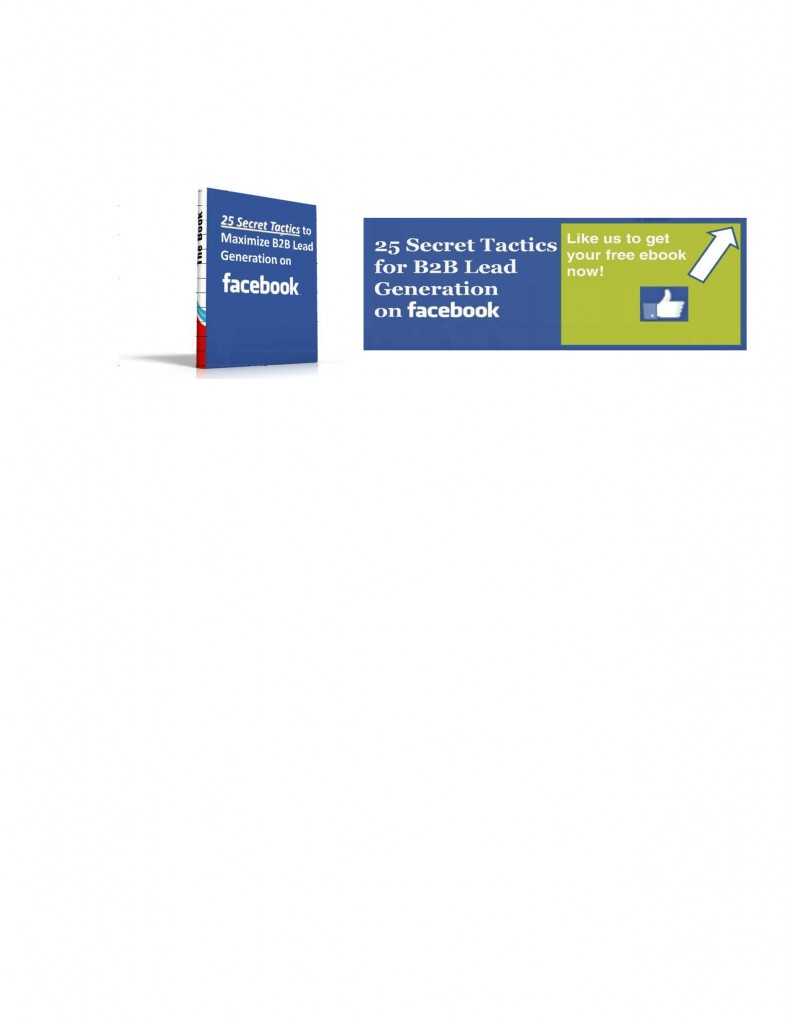 The Book
25 Secret Tactics to
Maximize B2B Lead
Generation on
facebook
25 Secret Tactics
for B2B Lead
Generation
on facebook
Like us to get
your free ebook
now!